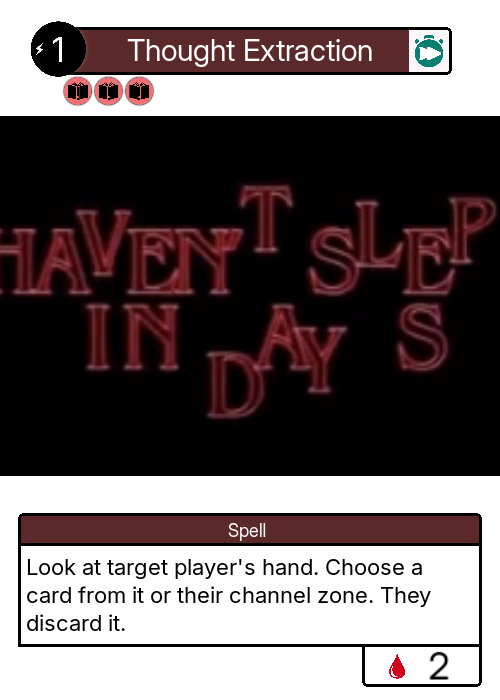 1 Thought Extraction
HAVEN'T SLEP
IN DAYS
Spell
Look at target player's hand. Choose a
card from it or their channel zone. They
discard it.
2